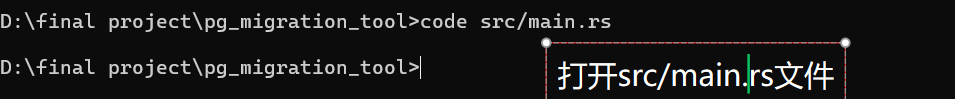 D:\final project\pg_migration_tool>code src/main.rs
D:\final project\pg_migration_tool>
打开src/main.rs文件